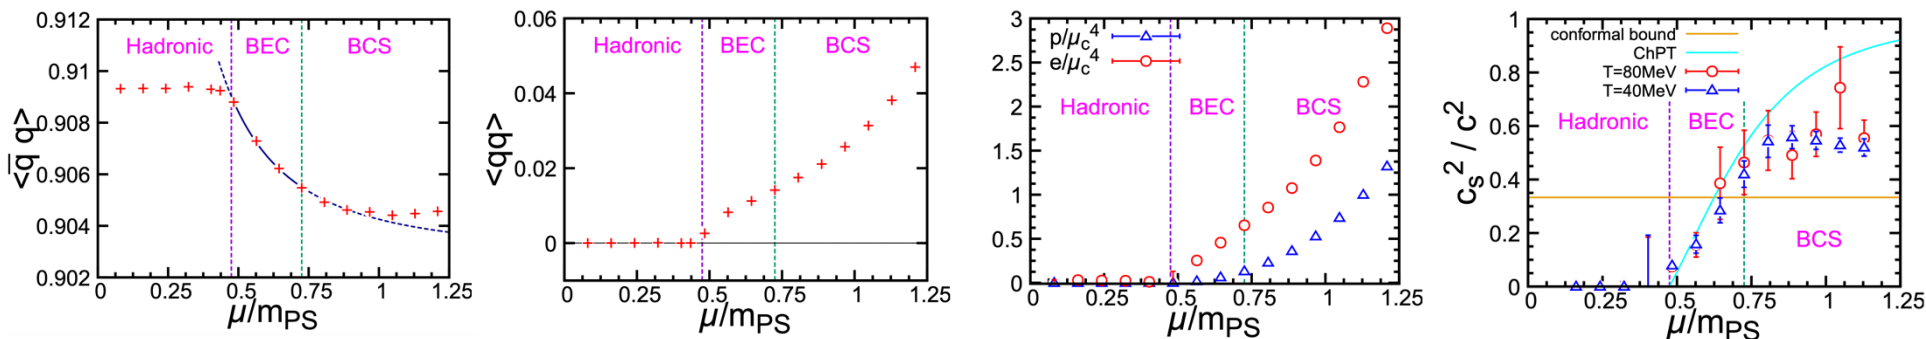 0.912
0.91
0.908
0.906
0.904
0.902
<q̅ q>
Hadronic BEC BCS
0 0.25 0.5 0.75 1 1.25
μ/mPS
0.06
0.04
0.02
0
<qq>
Hadronic BEC BCS
0 0.25 0.5 0.75 1 1.25
μ/mPS
3
2.5
2
1.5
1
0.5
0
p/μc4
e/μc4
Hadronic BEC BCS
0 0.25 0.5 0.75 1 1.25
μ/mPS
1
0.8
0.6
0.4
0.2
0
cs2 / c2
conformal bound
ChPT
T=80MeV
T=40MeV
Hadronic BEC
BCS
0 0.25 0.5 0.75 1 1.25
μ/mPS